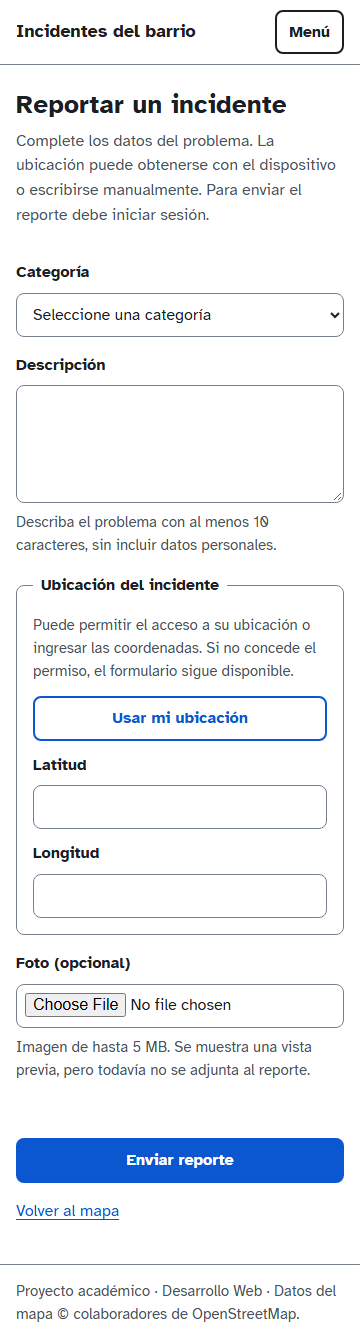 Incidentes del barrio
Menú
Reportar un incidente
Complete los datos del problema. La
ubicación puede obtenerse con el dispositivo
o escribirse manualmente. Para enviar el
reporte debe iniciar sesión.
Categoría
Seleccione una categoría
Descripción
Describa el problema con al menos 10
caracteres, sin incluir datos personales.
Ubicación del incidente
Puede permitir el acceso a su ubicación o
ingresar las coordenadas. Si no concede el
permiso, el formulario sigue disponible.
Usar mi ubicación
Latitud
Longitud
Foto (opcional)
Choose File No file chosen
Imagen de hasta 5 MB. Se muestra una vista
previa, pero todavía no se adjunta al reporte.
Enviar reporte
Volver al mapa
Proyecto académico · Desarrollo Web · Datos del
mapa © colaboradores de OpenStreetMap.